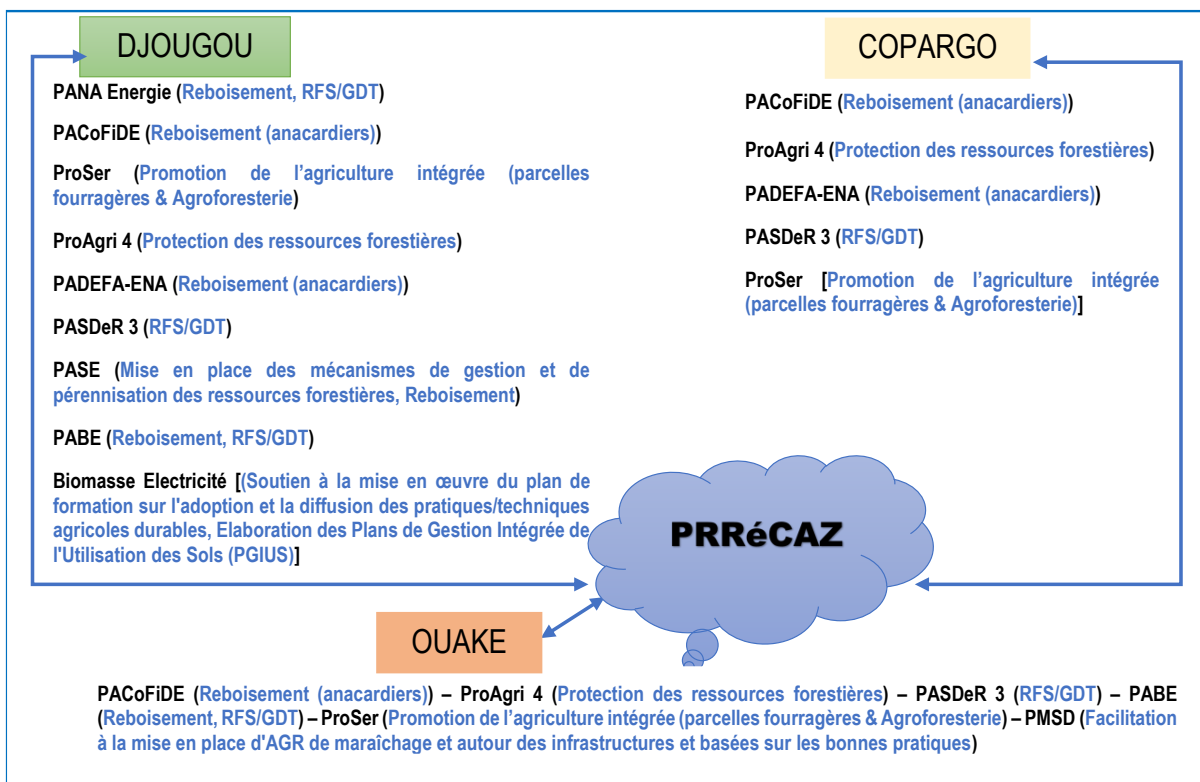 DJOUGOU
PANA Energie (Reboisement, RFS/GDT)
PACoFiDE (Reboisement (anacardiers))
ProSer (Promotion de l'agriculture intégrée (parcelles
fourragères & Agroforesterie)
ProAgri 4 (Protection des ressources forestières)
PADEFA-ENA (Reboisement (anacardiers))
PASDeR 3 (RFS/GDT)
PASE (Mise en place des mécanismes de gestion et de
pérennisation des ressources forestières, Reboisement)
PABE (Reboisement, RFS/GDT)
Biomasse Electricité [(Soutien à la mise en œuvre du plan de
formation sur l'adoption et la diffusion des pratiques/techniques
agricoles durables, Elaboration des Plans de Gestion Intégrée de
l'Utilisation des Sols (PGIUS)]
COPARGO
PACoFiDE (Reboisement (anacardiers))
ProAgri 4 (Protection des ressources forestières)
PADEFA-ENA (Reboisement (anacardiers))
PASDeR 3 (RFS/GDT)
ProSer [Promotion de l'agriculture intégrée
(parcelles fourragères & Agroforesterie)]
PRRéCAZ
OUAKE
PACoFiDE (Reboisement (anacardiers)) – ProAgri 4 (Protection des ressources forestières) – PASDeR 3 (RFS/GDT) – PABE
(Reboisement, RFS/GDT) – ProSer (Promotion de l'agriculture intégrée (parcelles fourragères & Agroforesterie) – PMSD (Facilitation
à la mise en place d'AGR de maraîchage et autour des infrastructures et basées sur les bonnes pratiques)